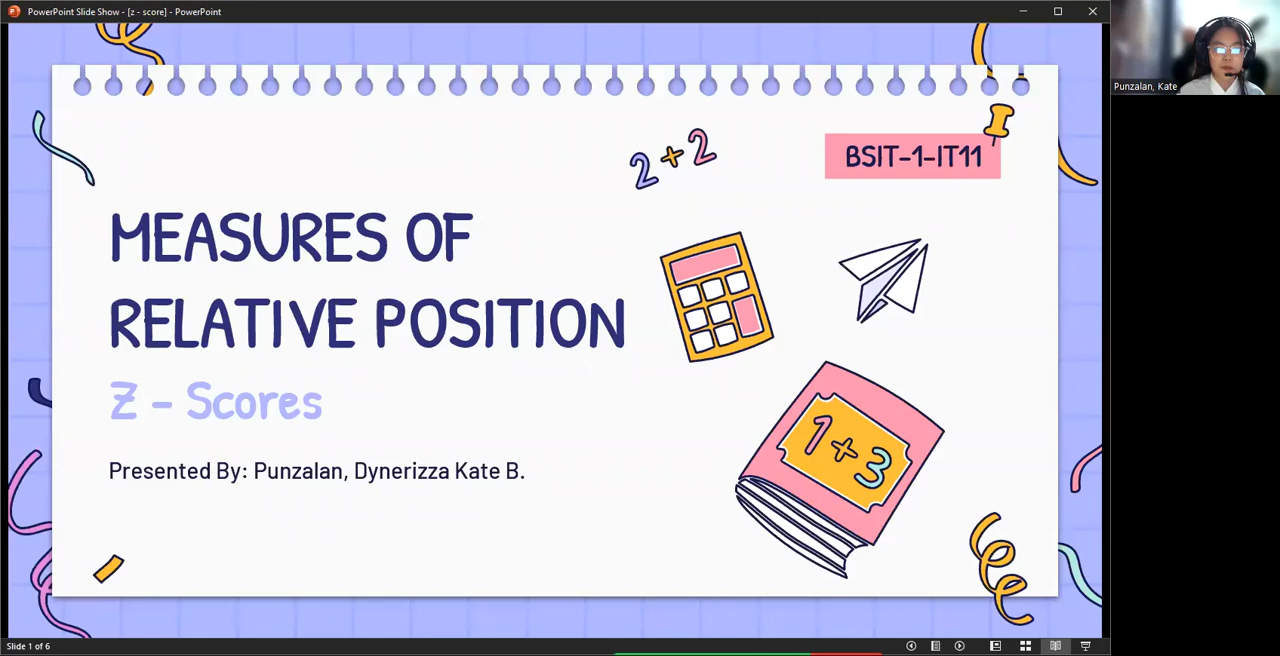 PowerPoint Slide Show - [z - score] - PowerPoint
Punzalan, Kate
2+2
BSIT-1-IT11
MEASURES OF
RELATIVE POSITION
Z - Scores
Presented By: Punzalan, Dynerizza Kate B.
1+3
Slide 1 of 6